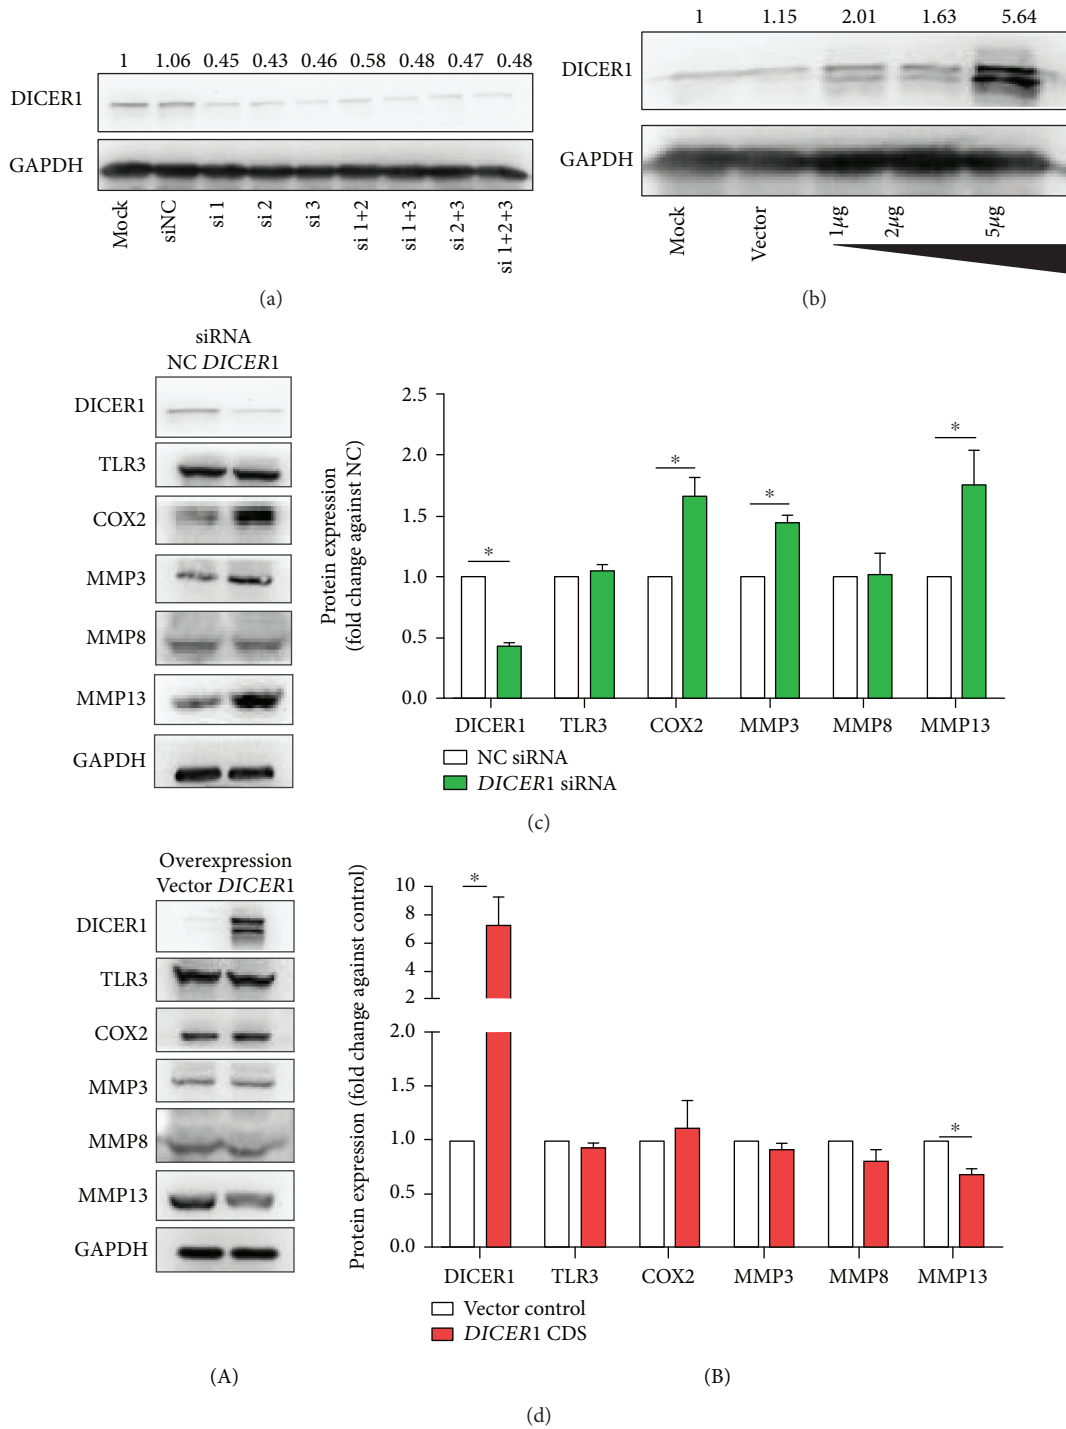 1 1.06 0.45 0.43 0.46 0.58 0.48 0.47 0.48
DICER1
GAPDH
Mock siNC si 1 si 2 si 3 si 1+2 si 1+3 si 2+3 si 1+2+3
(a)
1 1.15 2.01 1.63 5.64
DICER1
GAPDH
Mock Vector 1μg 2μg 5μg
(b)
siRNA
NC DICER1
DICER1
TLR3
COX2
MMP3
MMP8
MMP13
GAPDH
Protein expression
(fold change against NC)
2.5
2.0
1.5
1.0
0.5
0.0
* * * *
DICER1 TLR3 COX2 MMP3 MMP8 MMP13
NC siRNA
DICER1 siRNA
(c)
Overexpression
Vector DICER1
DICER1
TLR3
COX2
MMP3
MMP8
MMP13
GAPDH
(A)
Protein expression (fold change against control)
10
8
6
4
2
2.0
1.5
1.0
0.5
0.0
* *
DICER1 TLR3 COX2 MMP3 MMP8 MMP13
Vector control
DICER1 CDS
(B)
(d)